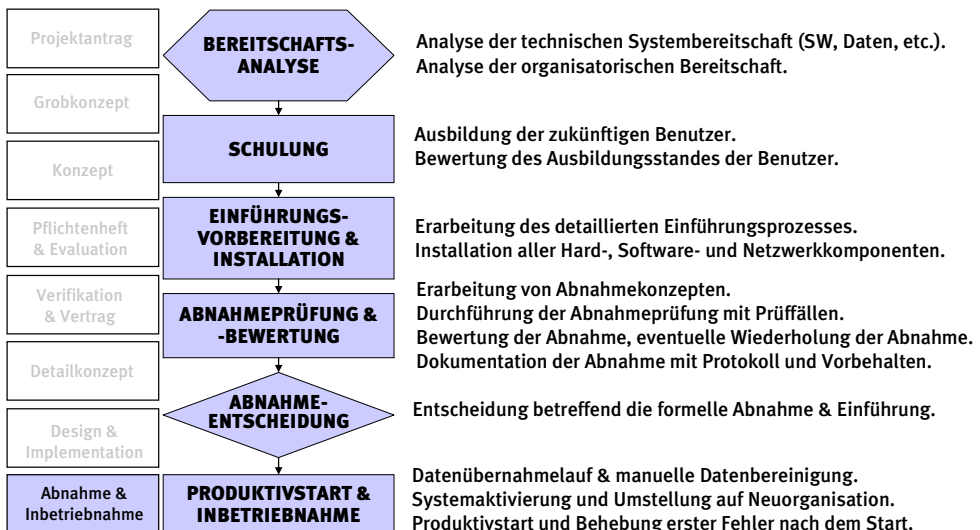 Projektantrag
Grobkonzept
Konzept
Pflichtenheft
& Evaluation
Verifikation
& Vertrag
Detailkonzept
Design &
Implementation
Abnahme &
Inbetriebnahme
BEREITSCHAFTS-
ANALYSE
Analyse der technischen Systembereitschaft (SW, Daten, etc.).
Analyse der organisatorischen Bereitschaft.
SCHULUNG
Ausbildung der zukünftigen Benutzer.
Bewertung des Ausbildungsstandes der Benutzer.
EINFÜHRUNGS-
VORBEREITUNG &
INSTALLATION
Erarbeitung des detaillierten Einführungsprozesses.
Installation aller Hard-, Software- und Netzwerkkomponenten.
ABNAHMEPRÜFUNG &
-BEWERTUNG
Erarbeitung von Abnahmekonzepten.
Durchführung der Abnahmeprüfung mit Prüffällen.
Bewertung der Abnahme, eventuelle Wiederholung der Abnahme.
Dokumentation der Abnahme mit Protokoll und Vorbehalten.
ABNAHME-
ENTSCHEIDUNG
Entscheidung betreffend die formelle Abnahme & Einführung.
PRODUKTIVSTART &
INBETRIEBNAHME
Datenübernahmelauf & manuelle Datenbereinigung.
Systemaktivierung und Umstellung auf Neuorganisation.
Produktivstart und Behebung erster Fehler nach dem Start.